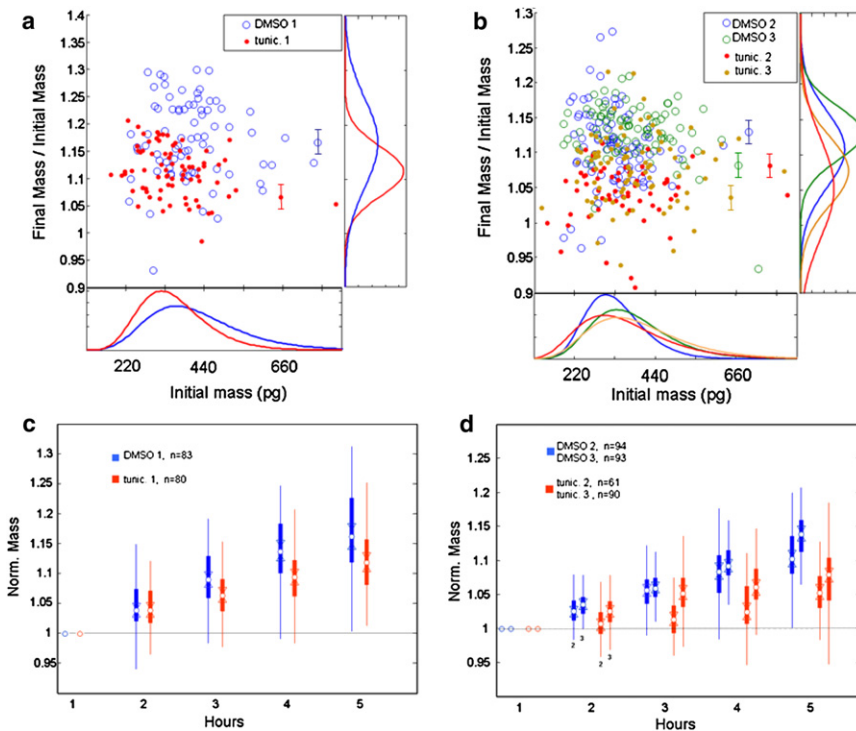 a
DMSO 1
tunic. 1
Final Mass / Initial Mass
1.4
1.35
1.3
1.25
1.2
1.15
1.1
1.05
1
0.95
0.9
220
440
660
Initial mass (pg)
b
DMSO 2
DMSO 3
tunic. 2
tunic. 3
Final Mass / Initial Mass
1.3
1.25
1.2
1.15
1.1
1.05
1
0.95
0.9
220
440
660
Initial mass (pg)
c
DMSO 1, n=83
tunic. 1, n=80
Norm. Mass
1.3
1.25
1.2
1.15
1.1
1.05
1
0.95
1
2
3
4
5
Hours
d
DMSO 2, n=94
DMSO 3, n=93
tunic. 2, n=61
tunic. 3, n=90
Norm. Mass
1.25
1.2
1.15
1.1
1.05
1
0.95
2
3
2
3
1
2
3
4
5
Hours